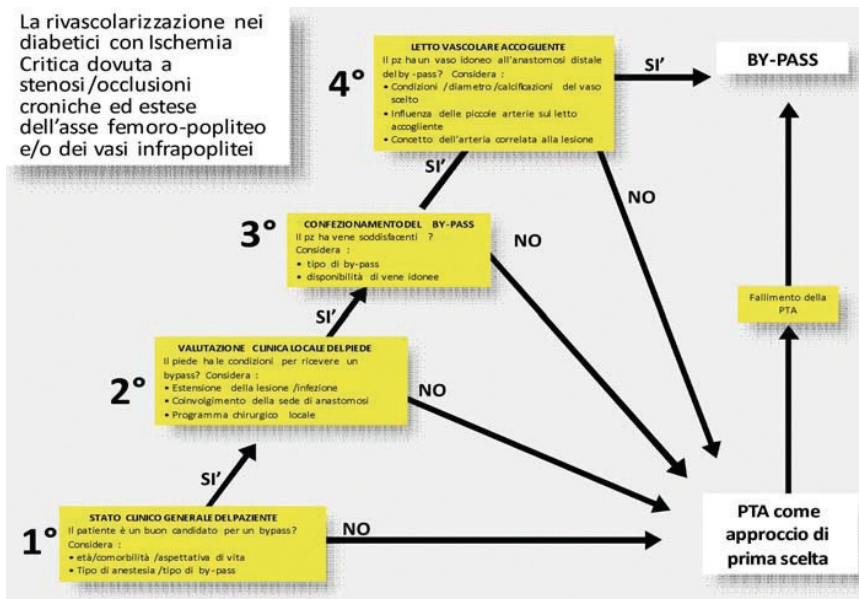 La rivascolarizzazione nei
diabetici con Ischemia
Critica dovuta a
stenosi/occlusioni
croniche ed estese
dell'asse femoro-popliteo
e/o dei vasi infrapoplitei
4°
LETTO VASCOLARE ACCOGLIENTE
Il pz ha un vaso idoneo all'anastomosi distale
del by-pass? Considera :
• Condizioni /diametro /calcificazioni del vaso
scelto
• Influenza delle piccole arterie sul letto
accogliente
• Concetto dell'arteria correlata alla lesione
SI'
BY-PASS
SI'
NO
3°
CONFEZIONAMENTO DEL BY-PASS
Il pz ha vene soddisfacenti ?
Considera :
• tipo di by-pass
• disponibilità di vene idonee
NO
Fallimento della
PTA
SI'
2°
VALUTAZIONE CLINICA LOCALE DEL PIEDE
Il piede ha le condizioni per ricevere un
bypass? Considera :
• Estensione della lesione /infezione
• Coinvolgimento della sede di anastomosi
• Programma chirurgico locale
NO
SI'
1°
STATO CLINICO GENERALE DEL PAZIENTE
Il patiente è un buon candidato per un bypass?
Considera :
• età/comorbilità /aspettativa di vita
• Tipo di anestesia /tipo di by-pass
NO
PTA come
approccio di
prima scelta